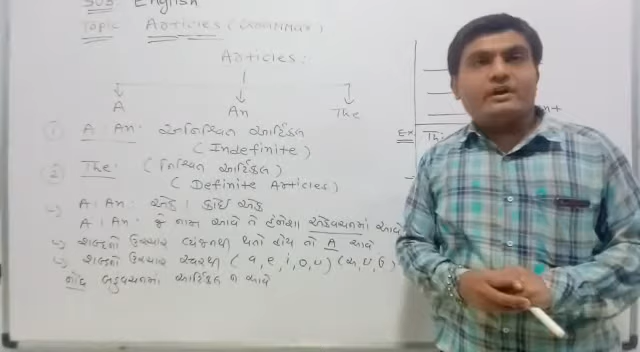 Sub: English
Topic Articles (Grammar)
Articles:
A An The
① A : An : અનિશ્ચિત આર્ટિકલ
( Indefinite )
② The : ( નિશ્ચિત આર્ટિકલ )
( Definite Articles )
A : An : એક / કોઈ એક
A : An : જે નામ આવે તે હંમેશા એકવચનમાં આવે
શબ્દનો ઉચ્ચાર વ્યંજનથી થતો હોય તો A આવે
શબ્દનો ઉચ્ચાર સ્વરથી ( a, e, i, o, u )
નોંધ બહુવચનમાં આર્ટિકલ ન આવે
Ex